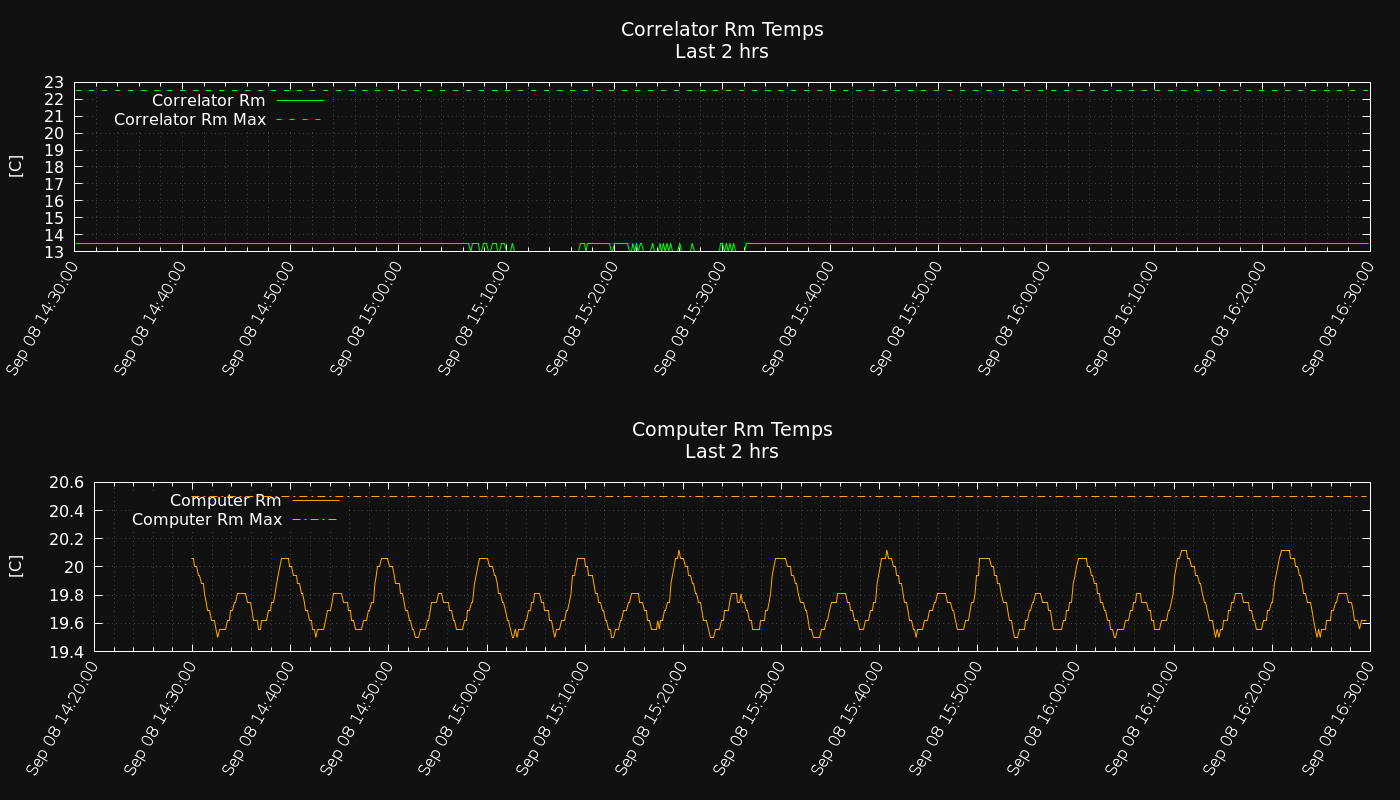 Correlator Rm Temps
Last 2 hrs
23
22
21
20
19
18
17
16
15
14
13
[C]
Correlator Rm
Correlator Rm Max
Sep 08 14:30:00
Sep 08 14:40:00
Sep 08 14:50:00
Sep 08 15:00:00
Sep 08 15:10:00
Sep 08 15:20:00
Sep 08 15:30:00
Sep 08 15:40:00
Sep 08 15:50:00
Sep 08 16:00:00
Sep 08 16:10:00
Sep 08 16:20:00
Sep 08 16:30:00
Computer Rm Temps
Last 2 hrs
20.6
20.4
20.2
20
19.8
19.6
19.4
[C]
Computer Rm
Computer Rm Max
Sep 08 14:20:00
Sep 08 14:30:00
Sep 08 14:40:00
Sep 08 14:50:00
Sep 08 15:00:00
Sep 08 15:10:00
Sep 08 15:20:00
Sep 08 15:30:00
Sep 08 15:40:00
Sep 08 15:50:00
Sep 08 16:00:00
Sep 08 16:10:00
Sep 08 16:20:00
Sep 08 16:30:00